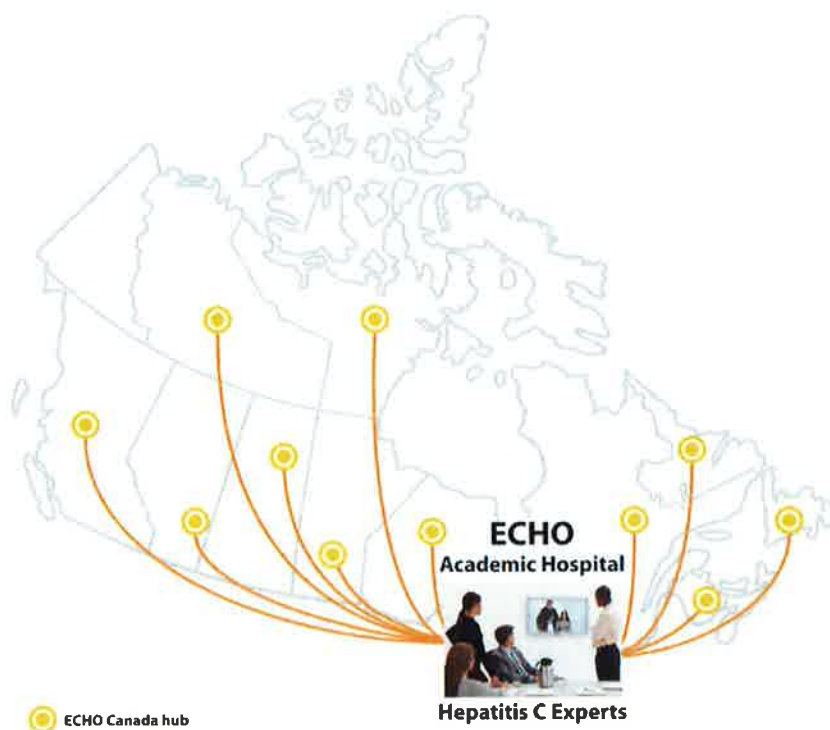 ECHO
Academic Hospital
Hepatitis C Experts
ECHO Canada hub